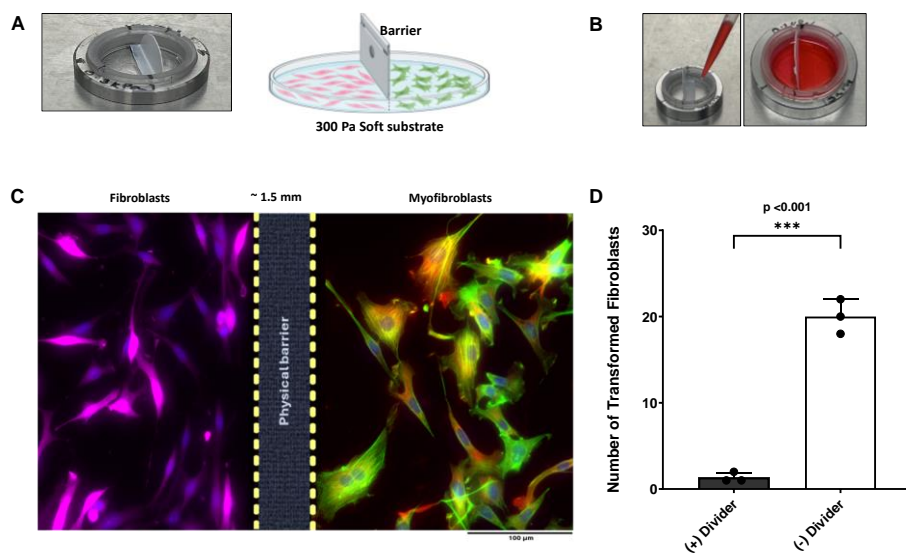 A
Barrier
300 Pa Soft substrate
B
C
Fibroblasts
~ 1.5 mm
Myofibroblasts
Physical barrier
100 µm
D
p <0.001
***
Number of Transformed Fibroblasts
30
20
10
0
(+) Divider
(-) Divider